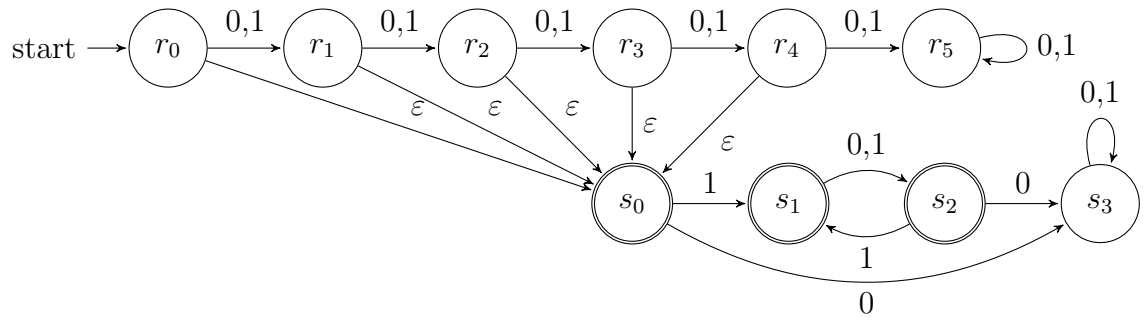 0,1 0,1 0,1 0,1 0,1
start r₀ r₁ r₂ r₃ r₄ r₅ 0,1
ε ε ε ε ε
0,1
0,1
s₀ 1 s₁ s₂ 0 s₃
1
0